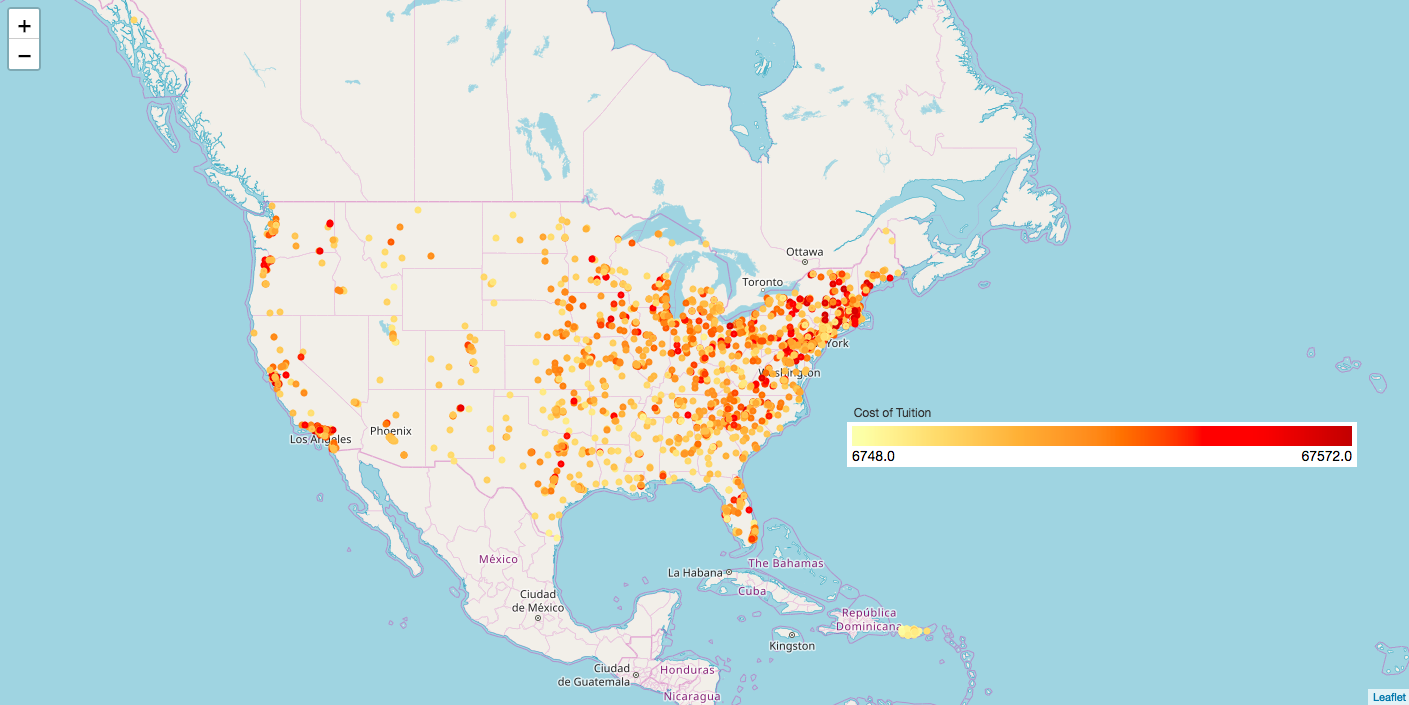 +
−
Ottawa
Toronto
York
Washington
Cost of Tuition
6748.0 67572.0
Phoenix
Los Angeles
México
The Bahamas
La Habana
Cuba
Ciudad
de México
República
Dominicana
Kingston
Ciudad
de Guatemala
Honduras
Nicaragua
Leaflet